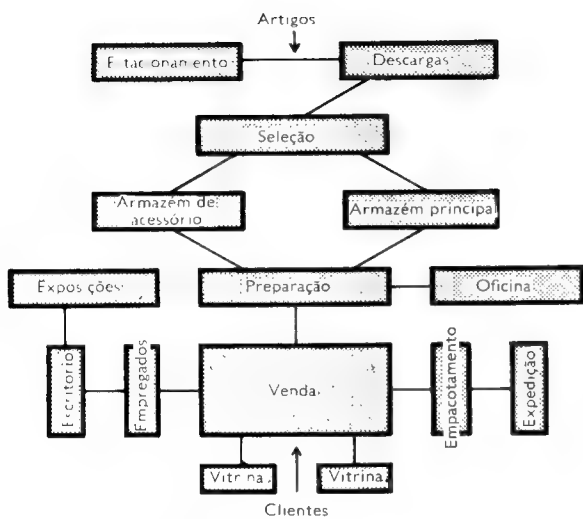 Artigos
Estacionamento
Descargas
Seleção
Armazém de
acessório
Armazém principal
Exposições
Preparação
Oficina
Escritorio
Empregados
Venda
Empacotamento
Expedição
Vitrina
Vitrina
Clientes